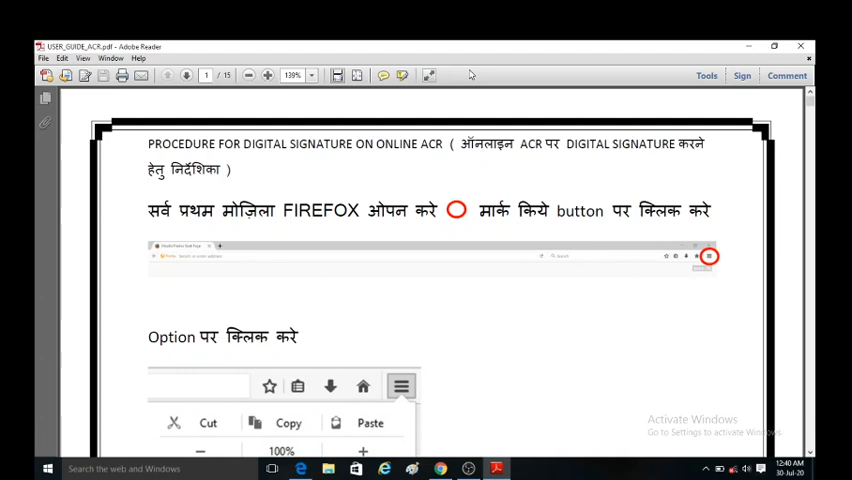 USER_GUIDE_ACR.pdf - Adobe Reader
File Edit View Window Help
1 / 15 139% Tools Sign Comment
PROCEDURE FOR DIGITAL SIGNATURE ON ONLINE ACR ( ऑनलाइन ACR पर DIGITAL SIGNATURE करने
हेतु निर्देशिका )
सर्व प्रथम मोज़िला FIREFOX ओपन करे मार्क किये button पर क्लिक करे
Search
Option पर क्लिक करे
Cut Copy Paste
100%
Activate Windows
Go to Settings to activate Windows.
Search the web and Windows
12:40 AM
30-Jul-20